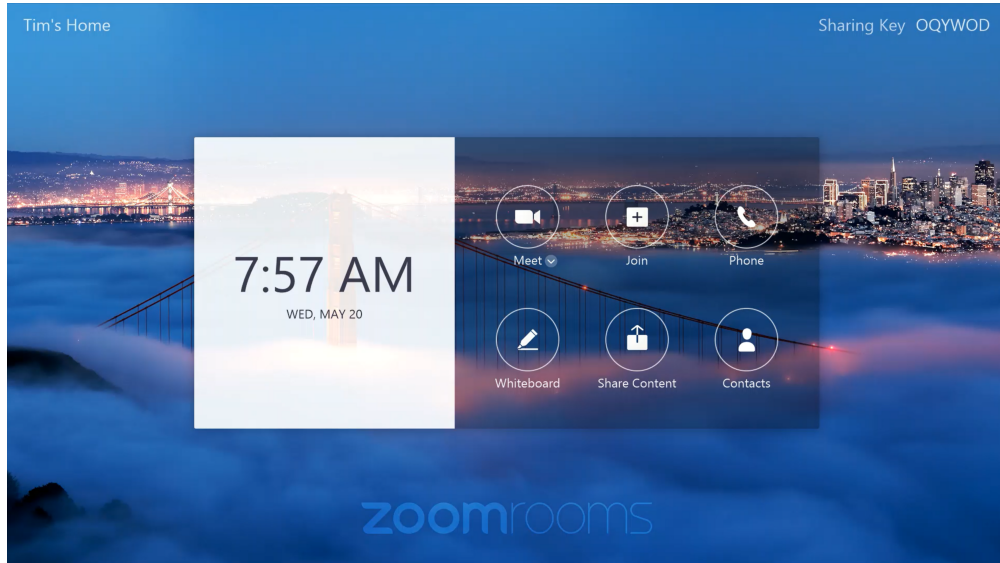 Tim's Home
Sharing Key OQYWOD
7:57 AM
WED, MAY 20
Meet
Join
Phone
Whiteboard
Share Content
Contacts
zoomrooms